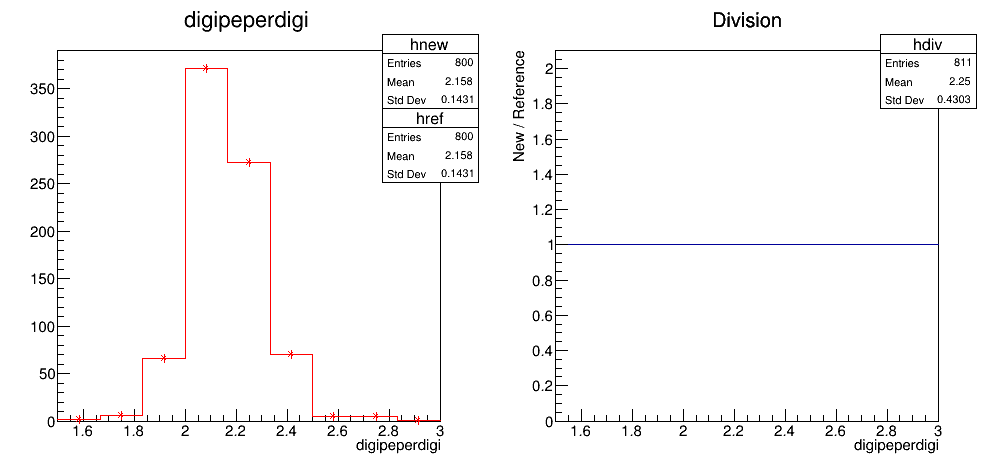 digipeperdigi
hnew
Entries 800
Mean 2.158
Std Dev 0.1431
href
Entries 800
Mean 2.158
Std Dev 0.1431
350
300
250
200
150
100
50
0
1.6 1.8 2 2.2 2.4 2.6 2.8 3
digipeperdigi
Division
hdiv
Entries 811
Mean 2.25
Std Dev 0.4303
New / Reference
2
1.8
1.6
1.4
1.2
1
0.8
0.6
0.4
0.2
0
1.6 1.8 2 2.2 2.4 2.6 2.8 3
digipeperdigi